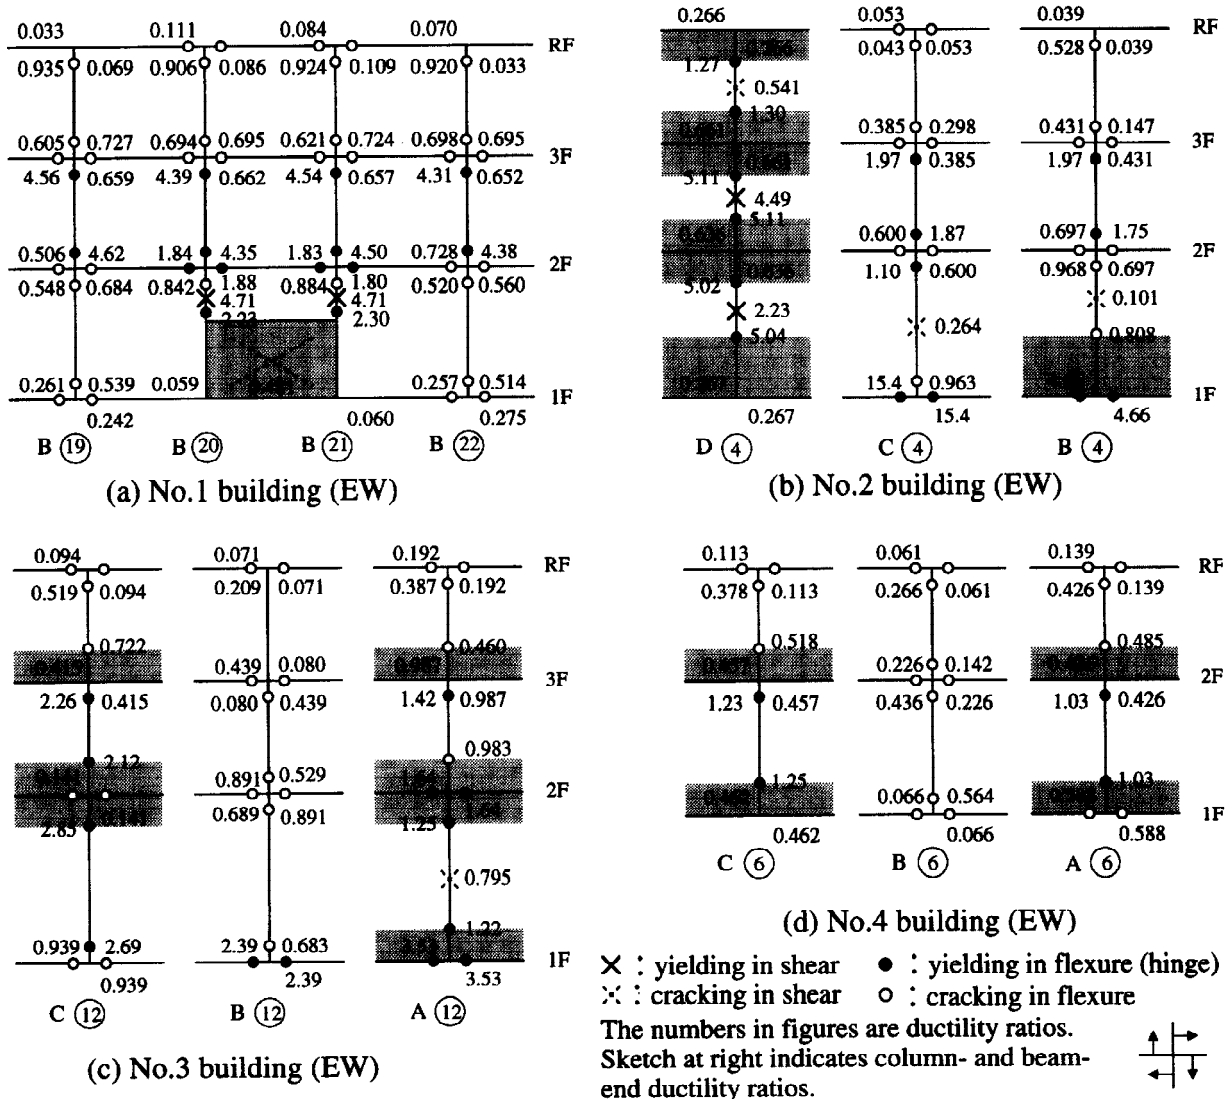 0.033 0.111 0.084 0.070 RF
0.935 0.069 0.906 0.086 0.924 0.109 0.920 0.033
0.605 0.727 0.694 0.695 0.621 0.724 0.698 0.695 3F
4.56 0.659 4.39 0.662 4.54 0.657 4.31 0.652
0.506 4.62 1.84 4.35 1.83 4.50 0.728 4.38 2F
0.548 0.684 0.842 1.88 0.884 1.80 0.520 0.560
4.71 4.71
2.23 2.30
0.261 0.539 0.059 0.257 0.514 1F
0.242 0.060 0.275
B 19 B 20 B 21 B 22
(a) No.1 building (EW)
0.266 0.053 0.039 RF
1.27 0.043 0.053 0.528 0.039
0.541
1.30 0.385 0.298 0.431 0.147 3F
5.11 1.97 0.385 1.97 0.431
4.49
5.11 0.600 1.87 0.697 1.75 2F
5.02 1.10 0.600 0.968 0.697
2.23 0.264 0.101
5.04 0.808
15.4 0.963 1F
0.267 15.4 4.66
D 4 C 4 B 4
(b) No.2 building (EW)
0.094 0.071 0.192 RF
0.519 0.094 0.209 0.071 0.387 0.192
0.722 0.439 0.080 0.460
0.415 0.987 3F
2.26 0.415 0.080 0.439 1.42 0.987
2.12 0.891 0.529 0.983
0.141 1.64 2F
2.85 0.141 0.689 0.891 1.25 1.64
0.795
0.939 2.69 2.39 0.683 1.22
3.53 1F
0.939 2.39 3.53
C 12 B 12 A 12
(c) No.3 building (EW)
0.113 0.061 0.139 RF
0.378 0.113 0.266 0.061 0.426 0.139
0.518 0.226 0.142 0.485
2F
1.23 0.457 0.436 0.226 1.03 0.426
1.25 0.066 0.564 1.03
1F
0.462 0.066 0.588
C 6 B 6 A 6
(d) No.4 building (EW)
: yielding in shear : yielding in flexure (hinge)
: cracking in shear : cracking in flexure
The numbers in figures are ductility ratios.
Sketch at right indicates column- and beam-
end ductility ratios.